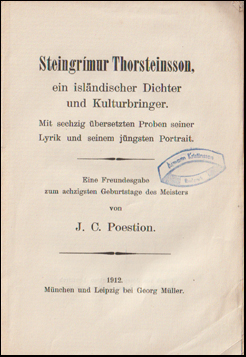 Steingrímur Thorsteinsson,
ein isländischer Dichter
und Kulturbringer.
Mit sechzig übersetzten Proben seiner
Lyrik und seinem jüngsten Portrait.
Eine Freundesgabe
zum achzigsten Geburtstage des Meisters
von
J. C. Poestion.
1912.
München und Leipzig bei Georg Müller.